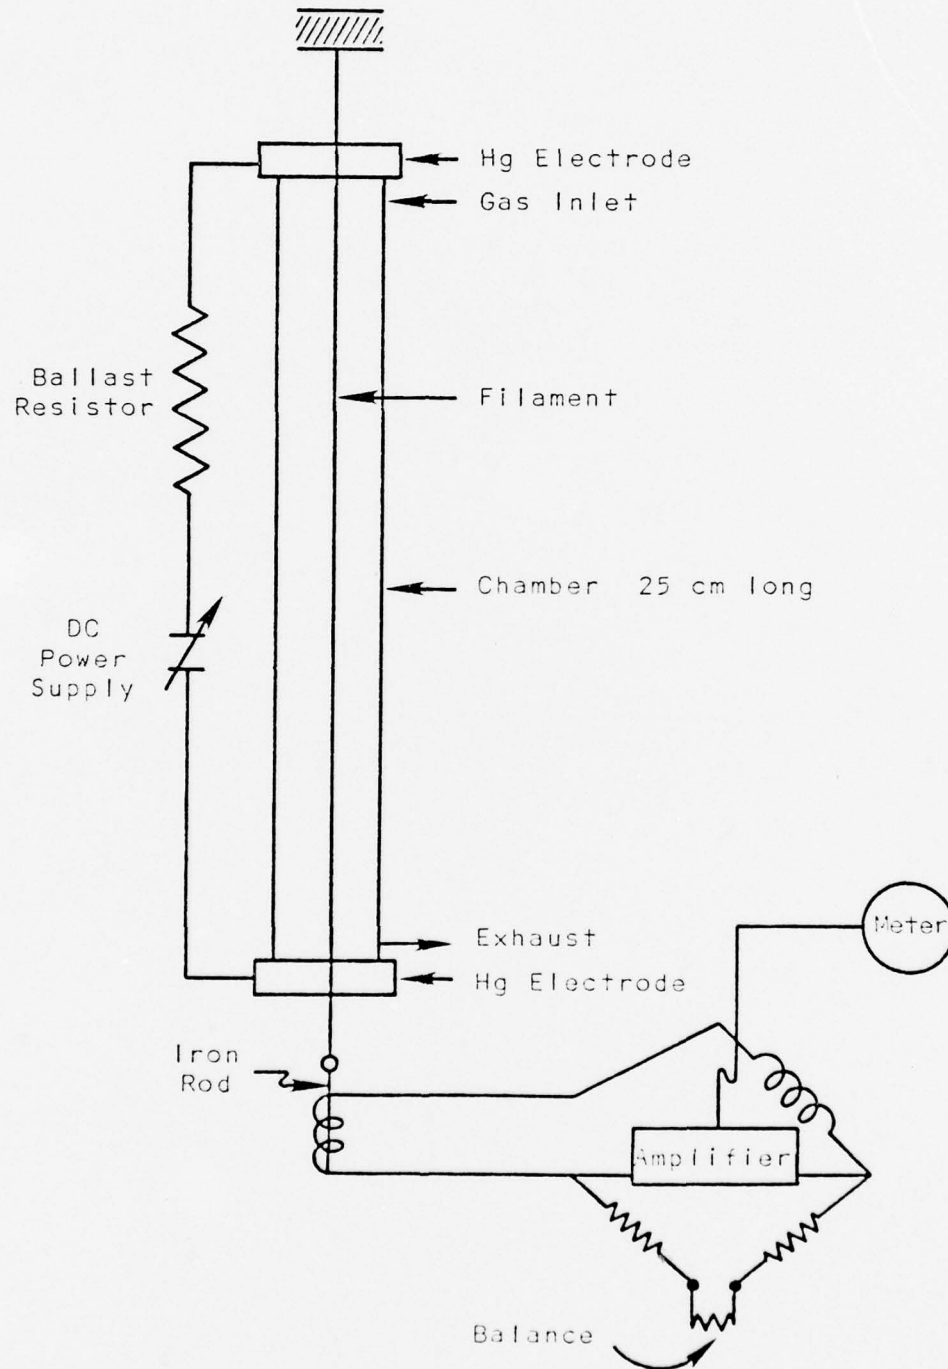 Hg Electrode
Gas Inlet
Ballast
Resistor
Filament
Chamber 25 cm long
DC
Power
Supply
Exhaust
Hg Electrode
Meter
Iron
Rod
Amplifier
Balance